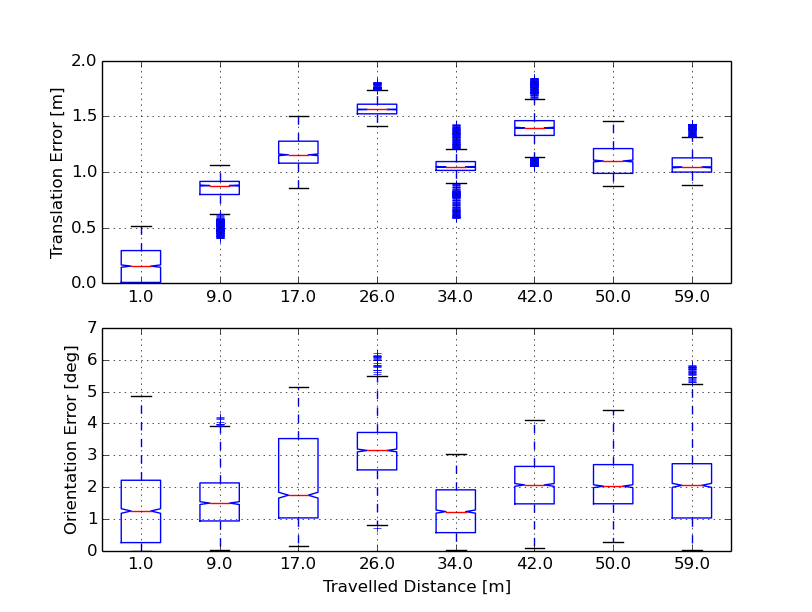 2.0
1.5
1.0
0.5
0.0
Translation Error [m]
1.0 9.0 17.0 26.0 34.0 42.0 50.0 59.0
7
6
5
4
3
2
1
0
Orientation Error [deg]
1.0 9.0 17.0 26.0 34.0 42.0 50.0 59.0
Travelled Distance [m]